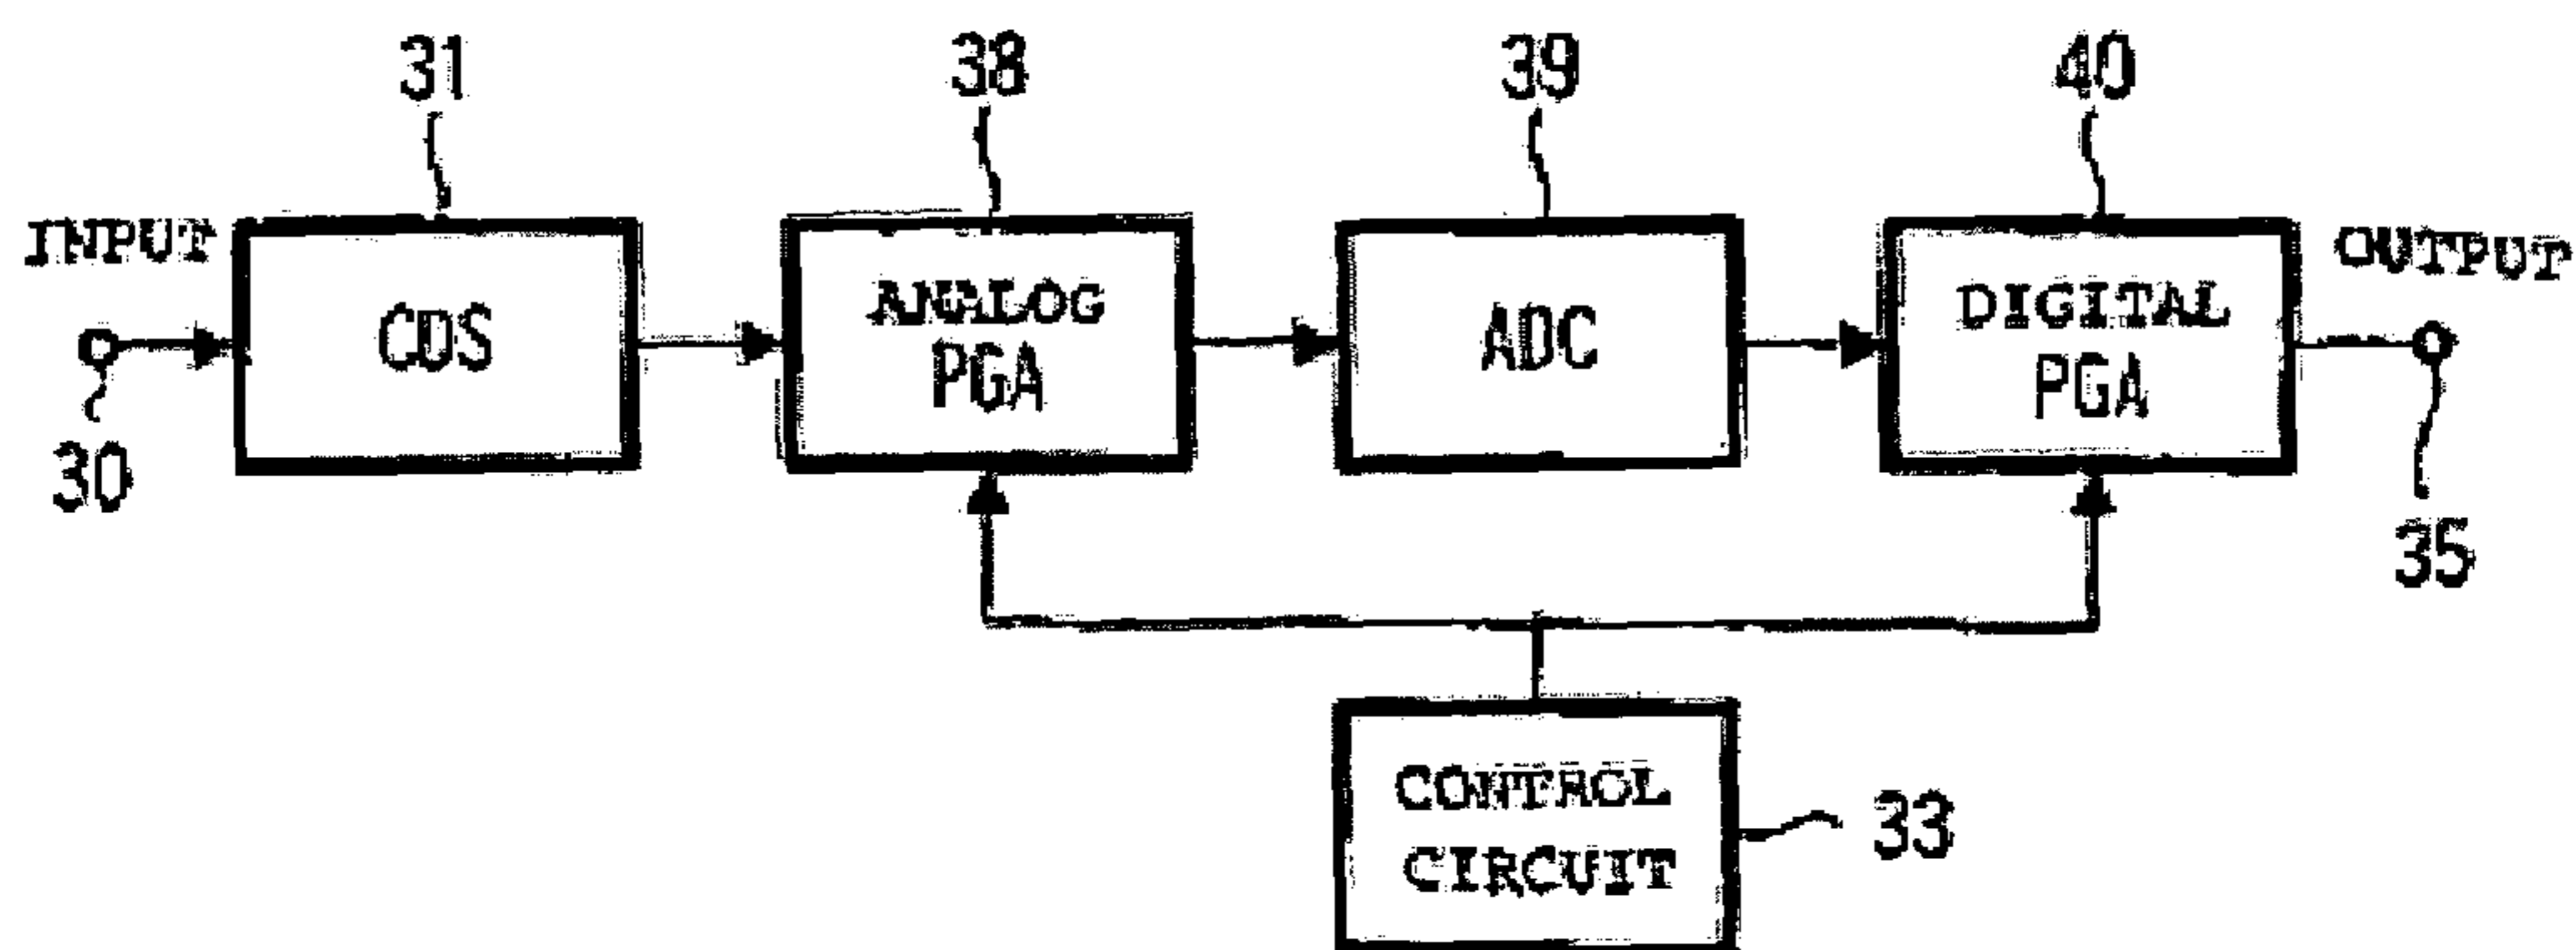 31
38
39
40
INPUT
OUTPUT
CDS
ANALOG
PGA
ADC
DIGITAL
PGA
30
35
CONTROL
CIRCUIT
33